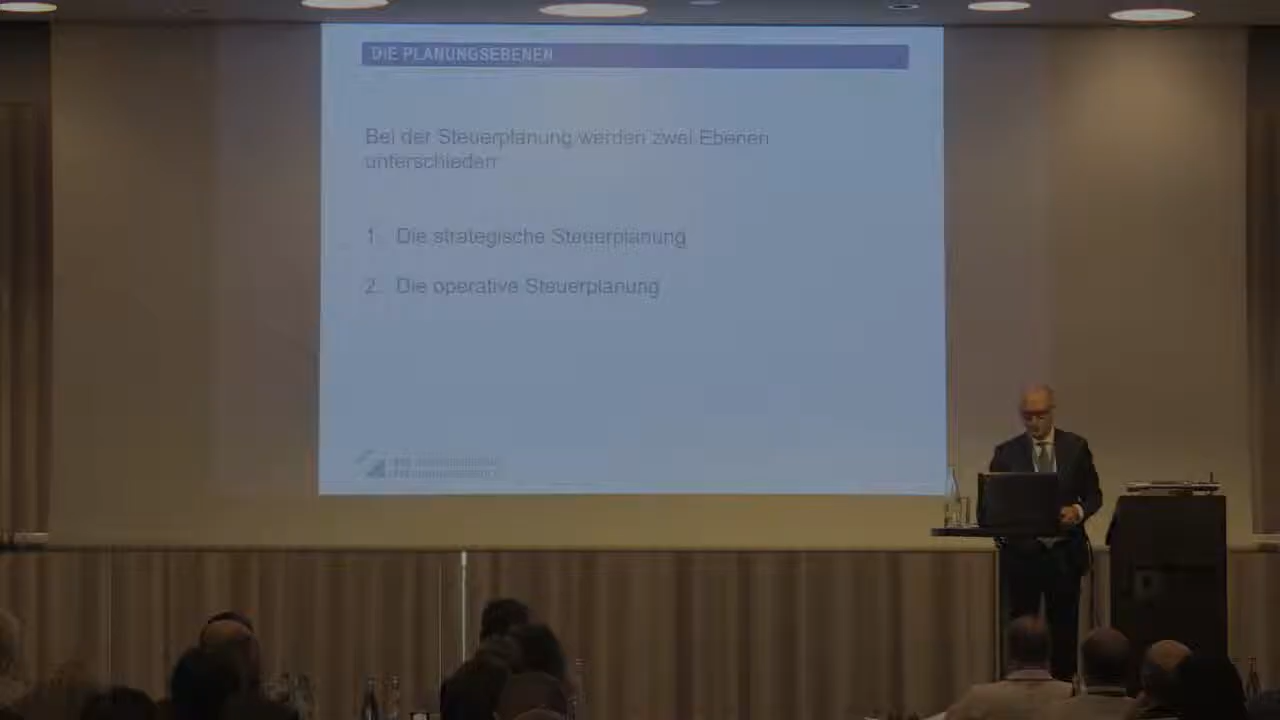 DIE PLANUNGSEBENEN
Bei der Steuerplanung werden zwei Ebenen
unterschieden
1. Die strategische Steuerplanung
2. Die operative Steuerplanung